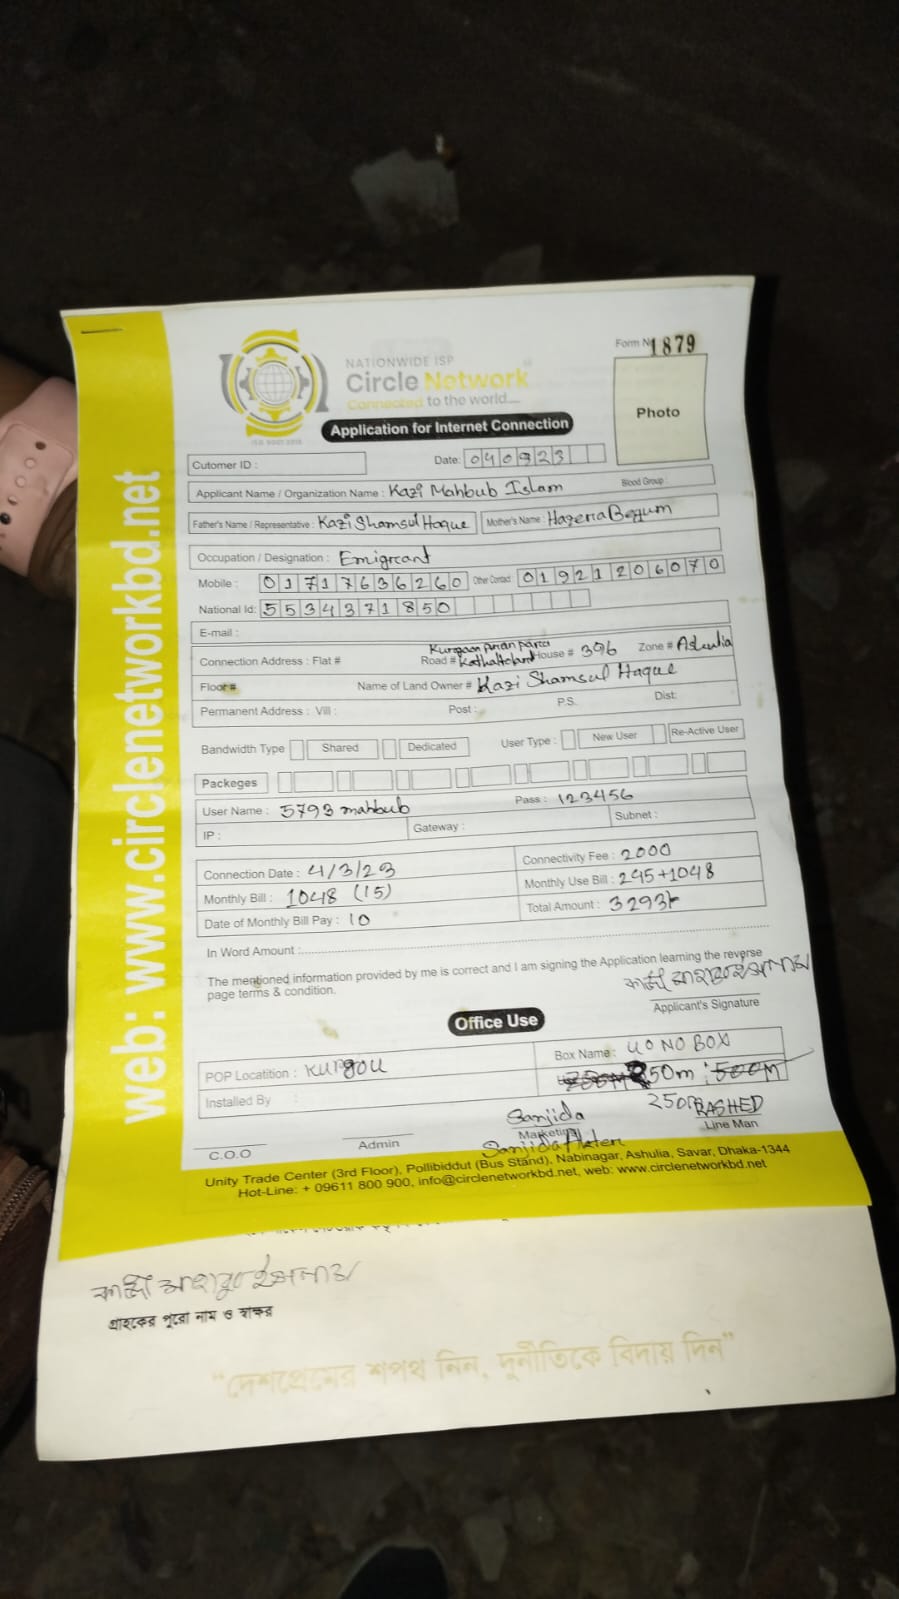 Form No 1879
NATIONWIDE ISP
Circle Network
Connected to the world....
ISO 9001:2015
Photo
Application for Internet Connection
Cutomer ID :
Date: 040923
Applicant Name / Organization Name : Kazi Mahbub Islam Blood Group :
Father's Name / Representative : Kazi Shamsul Haque Mother's Name : Hazera Begum
Occupation / Designation : Emigrant
Mobile : 01717636260 Other Contact 01921206070
National Id: 5534371850
E-mail :
Connection Address : Flat # Road # House # 396 Zone # Ashulia
Floor # Name of Land Owner # Kazi Shamsul Haque
Permanent Address : Vill : Post : P.S. Dist:
Bandwidth Type Shared Dedicated User Type : New User Re-Active User
Packeges
User Name : 5793 mahbub Pass : 123456
IP : Gateway : Subnet :
Connection Date : 4/3/23 Connectivity Fee : 2000
Monthly Bill : 1048 (15) Monthly Use Bill : 245+1048
Date of Monthly Bill Pay : 10 Total Amount : 3293
In Word Amount :
The mentioned information provided by me is correct and I am signing the Application learning the reverse
page terms & condition.
Applicant's Signature
Office Use
POP Locatition : Kurgou Box Name : UO NO BOX
Installed By : 50m
RASHED
Sanjida
C.O.O Admin Marketing Line Man
Sanjida Akter
Unity Trade Center (3rd Floor), Pollibiddut (Bus Stand), Nabinagar, Ashulia, Savar, Dhaka-1344
Hot-Line: + 09611 800 900, info@circlenetworkbd.net, web: www.circlenetworkbd.net
web: www.circlenetworkbd.net
গ্রাহকের পুরো নাম ও স্বাক্ষর
“দেশপ্রেমের শপথ নিন, দুর্নীতিকে বিদায় দিন”